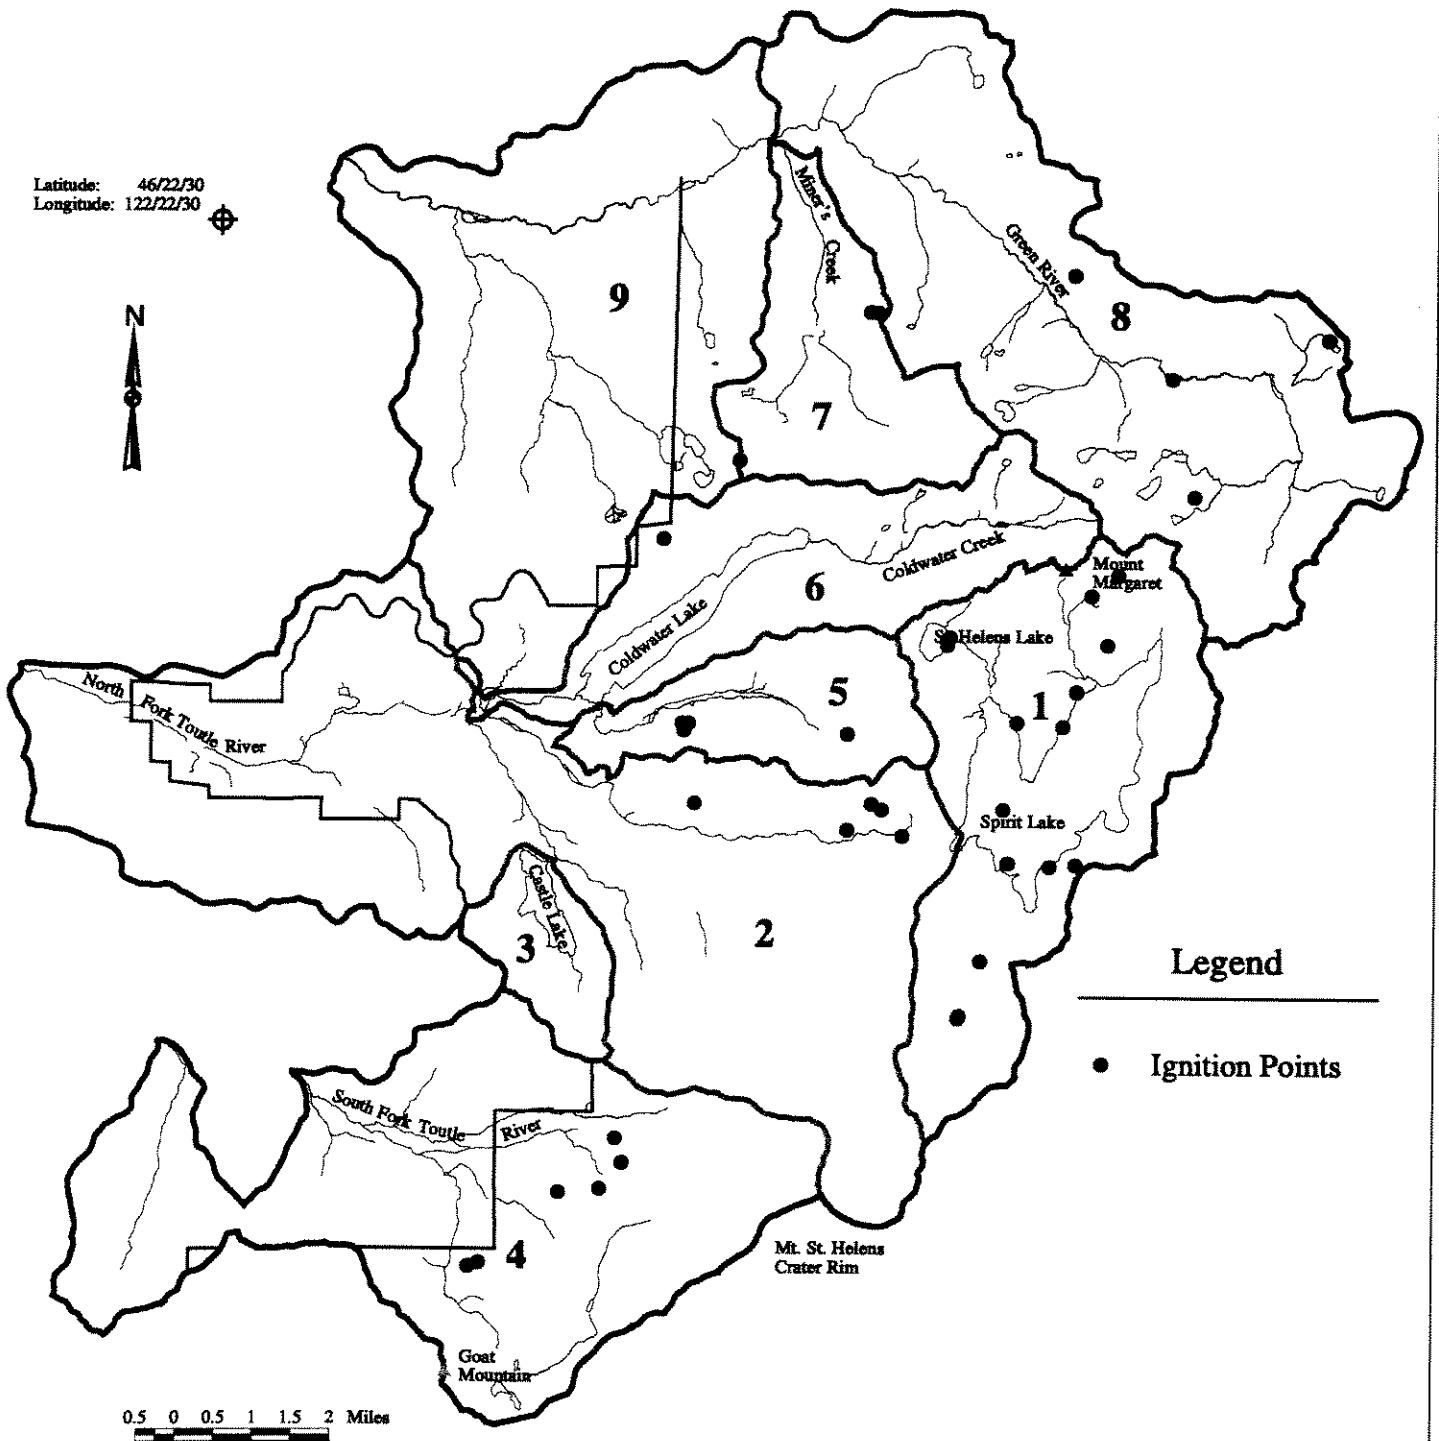 Latitude: 46/22/30
Longitude: 122/22/30
N
Miner's Creek
Green River
9
8
7
Coldwater Creek
Mount
Margaret
6
Coldwater Lake
St Helens Lake
North Fork Toutle River
5
1
Spirit Lake
Castle Lake
3
2
Legend
Ignition Points
South Fork Toutle River
4
Mt. St. Helens
Crater Rim
Goat
Mountain
0.5 0 0.5 1 1.5 2 Miles